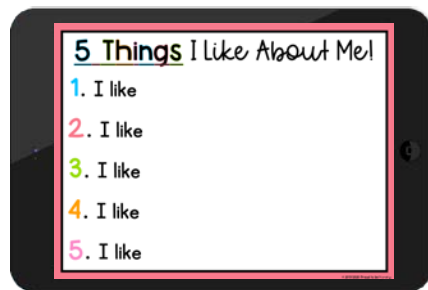 5 Things I Like About Me!
1. I like
2. I like
3. I like
4. I like
5. I like